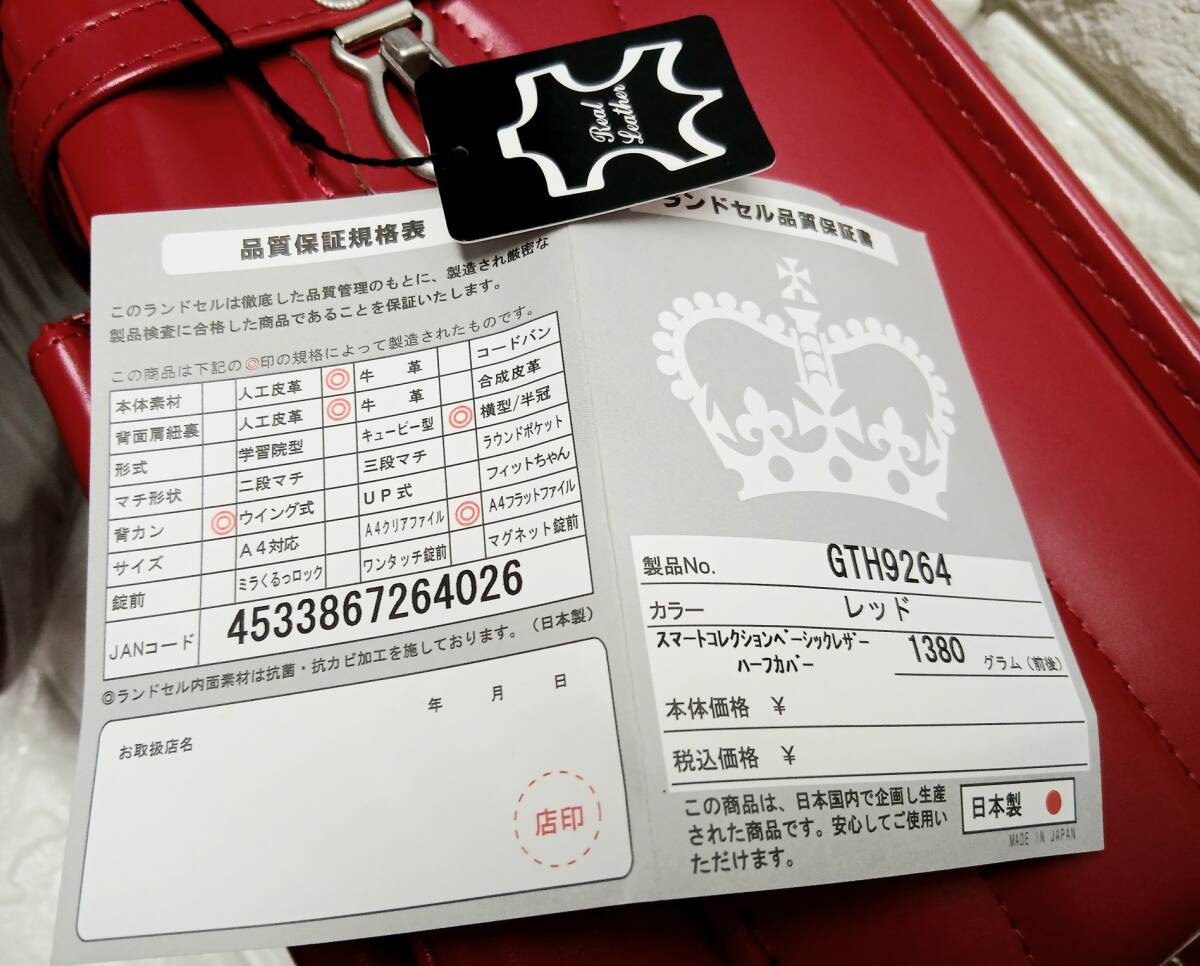 Real
Leather
品質保証規格表
このランドセルは徹底した品質管理のもとに、製造され厳密な
製品検査に合格した商品であることを保証いたします。
この商品は下記の◎印の規格によって製造されたものです。
本体素材 人工皮革 ◎ 牛 革 コードバン
背面肩紐裏 人工皮革 ◎ 牛 革 合成皮革
形式 学習院型 キュービー型 ◎ 横型/半冠
マチ形状 二段マチ 三段マチ ラウンドポケット
背カン ◎ ウイング式 UP式 フィットちゃん
サイズ A4対応 A4クリアファイル ◎ A4フラットファイル
錠前 ミラくるっロック ワンタッチ錠前 マグネット錠前
JANコード 4533867264026
◎ランドセル内面素材は抗菌・抗カビ加工を施しております。(日本製)
年 月 日
お取扱店名
店印
ランドセル品質保証書
製品No. GTH9264
カラー レッド
スマートコレクションベーシックレザー
ハーフカバー 1380 グラム(前後)
本体価格 ¥
税込価格 ¥
この商品は、日本国内で企画し生産
された商品です。安心してご使用い
ただけます。
日本製
MADE IN JAPAN